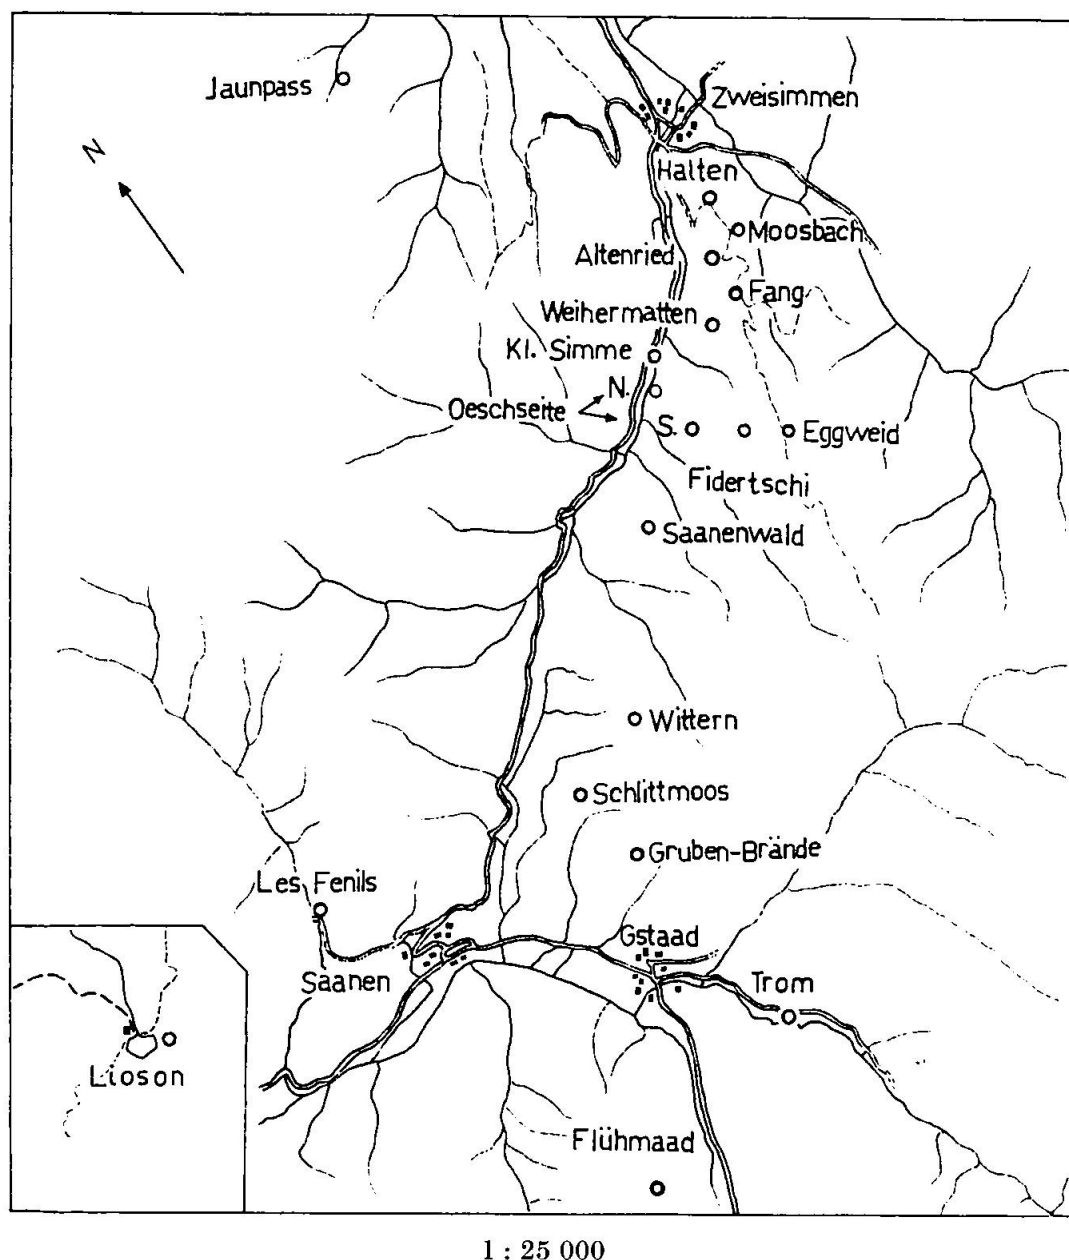 Jaunpass
Zweisimmen
N
Halten
Moosbach
Altenried
Fang
Weihermatten
Kl. Simme
N.
Oeschseite
S.
Eggweid
Fidertschi
Saanenwald
Wittern
Schlittmoos
Gruben-Brände
Les Fenils
Gstaad
Saanen
Trom
Lioson
Flühmaad
1 : 25 000